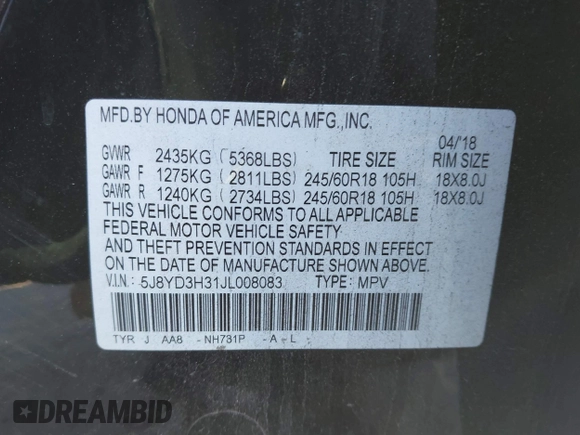 MFD.BY HONDA OF AMERICA MFG.,INC.
04/'18
GVWR 2435KG (5368LBS) TIRE SIZE RIM SIZE
GAWR F 1275KG (2811LBS) 245/60R18 105H 18X8.0J
GAWR R 1240KG (2734LBS) 245/60R18 105H 18X8.0J
THIS VEHICLE CONFORMS TO ALL APPLICABLE
FEDERAL MOTOR VEHICLE SAFETY
AND THEFT PREVENTION STANDARDS IN EFFECT
ON THE DATE OF MANUFACTURE SHOWN ABOVE.
V.I.N.: 5J8YD3H31JL008083 TYPE: MPV
TYR J AA8 -NH731P -A-L-
DREAMBID